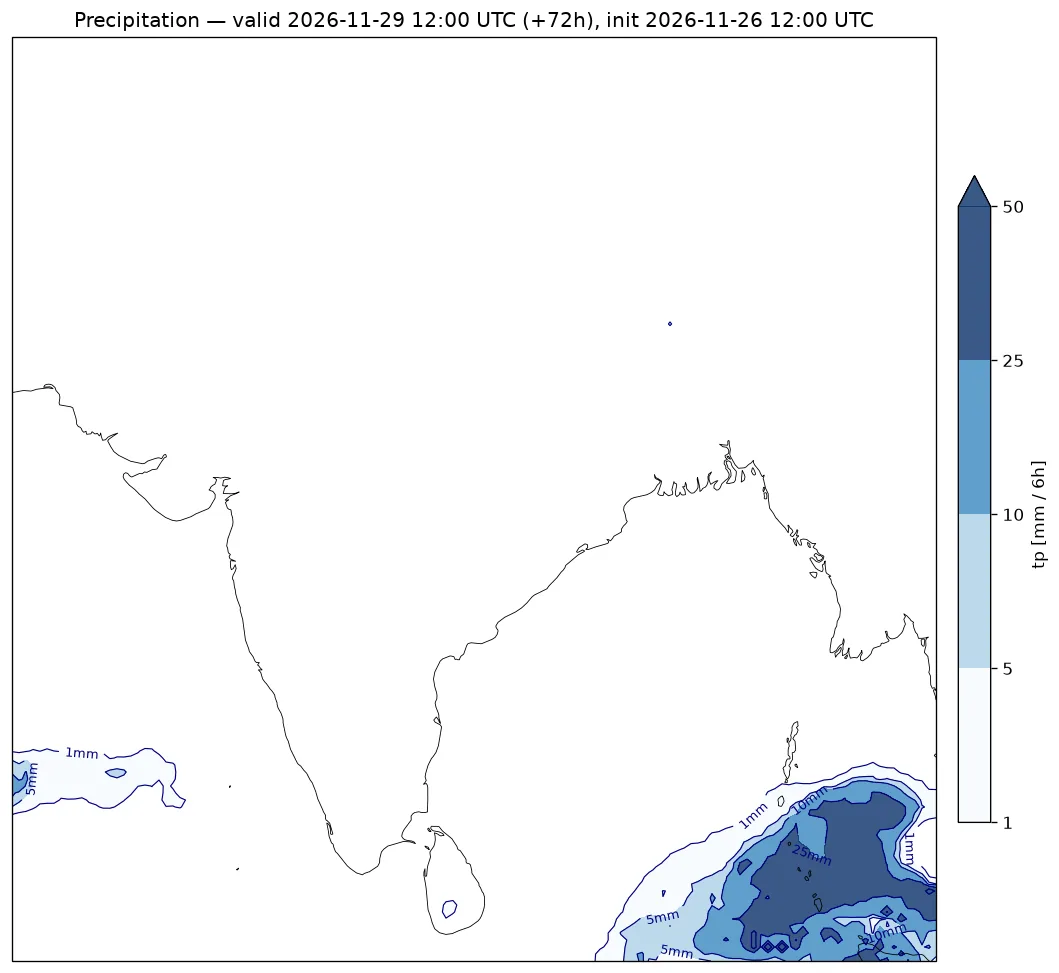 Precipitation — valid 2026-11-29 12:00 UTC (+72h), init 2026-11-26 12:00 UTC
50
25
10
5
1
tp [mm / 6h]
1mm
5mm
1mm
10mm
25mm
1mm
5mm
10mm
5mm